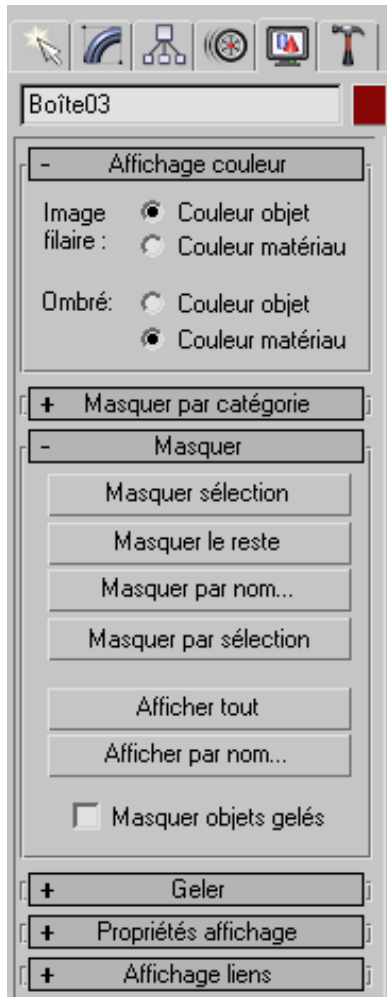 Boîte03
- Affichage couleur
Image Couleur objet
filaire : Couleur matériau
Ombré: Couleur objet
Couleur matériau
+ Masquer par catégorie
- Masquer
Masquer sélection
Masquer le reste
Masquer par nom...
Masquer par sélection
Afficher tout
Afficher par nom...
Masquer objets gelés
+ Geler
+ Propriétés affichage
+ Affichage liens